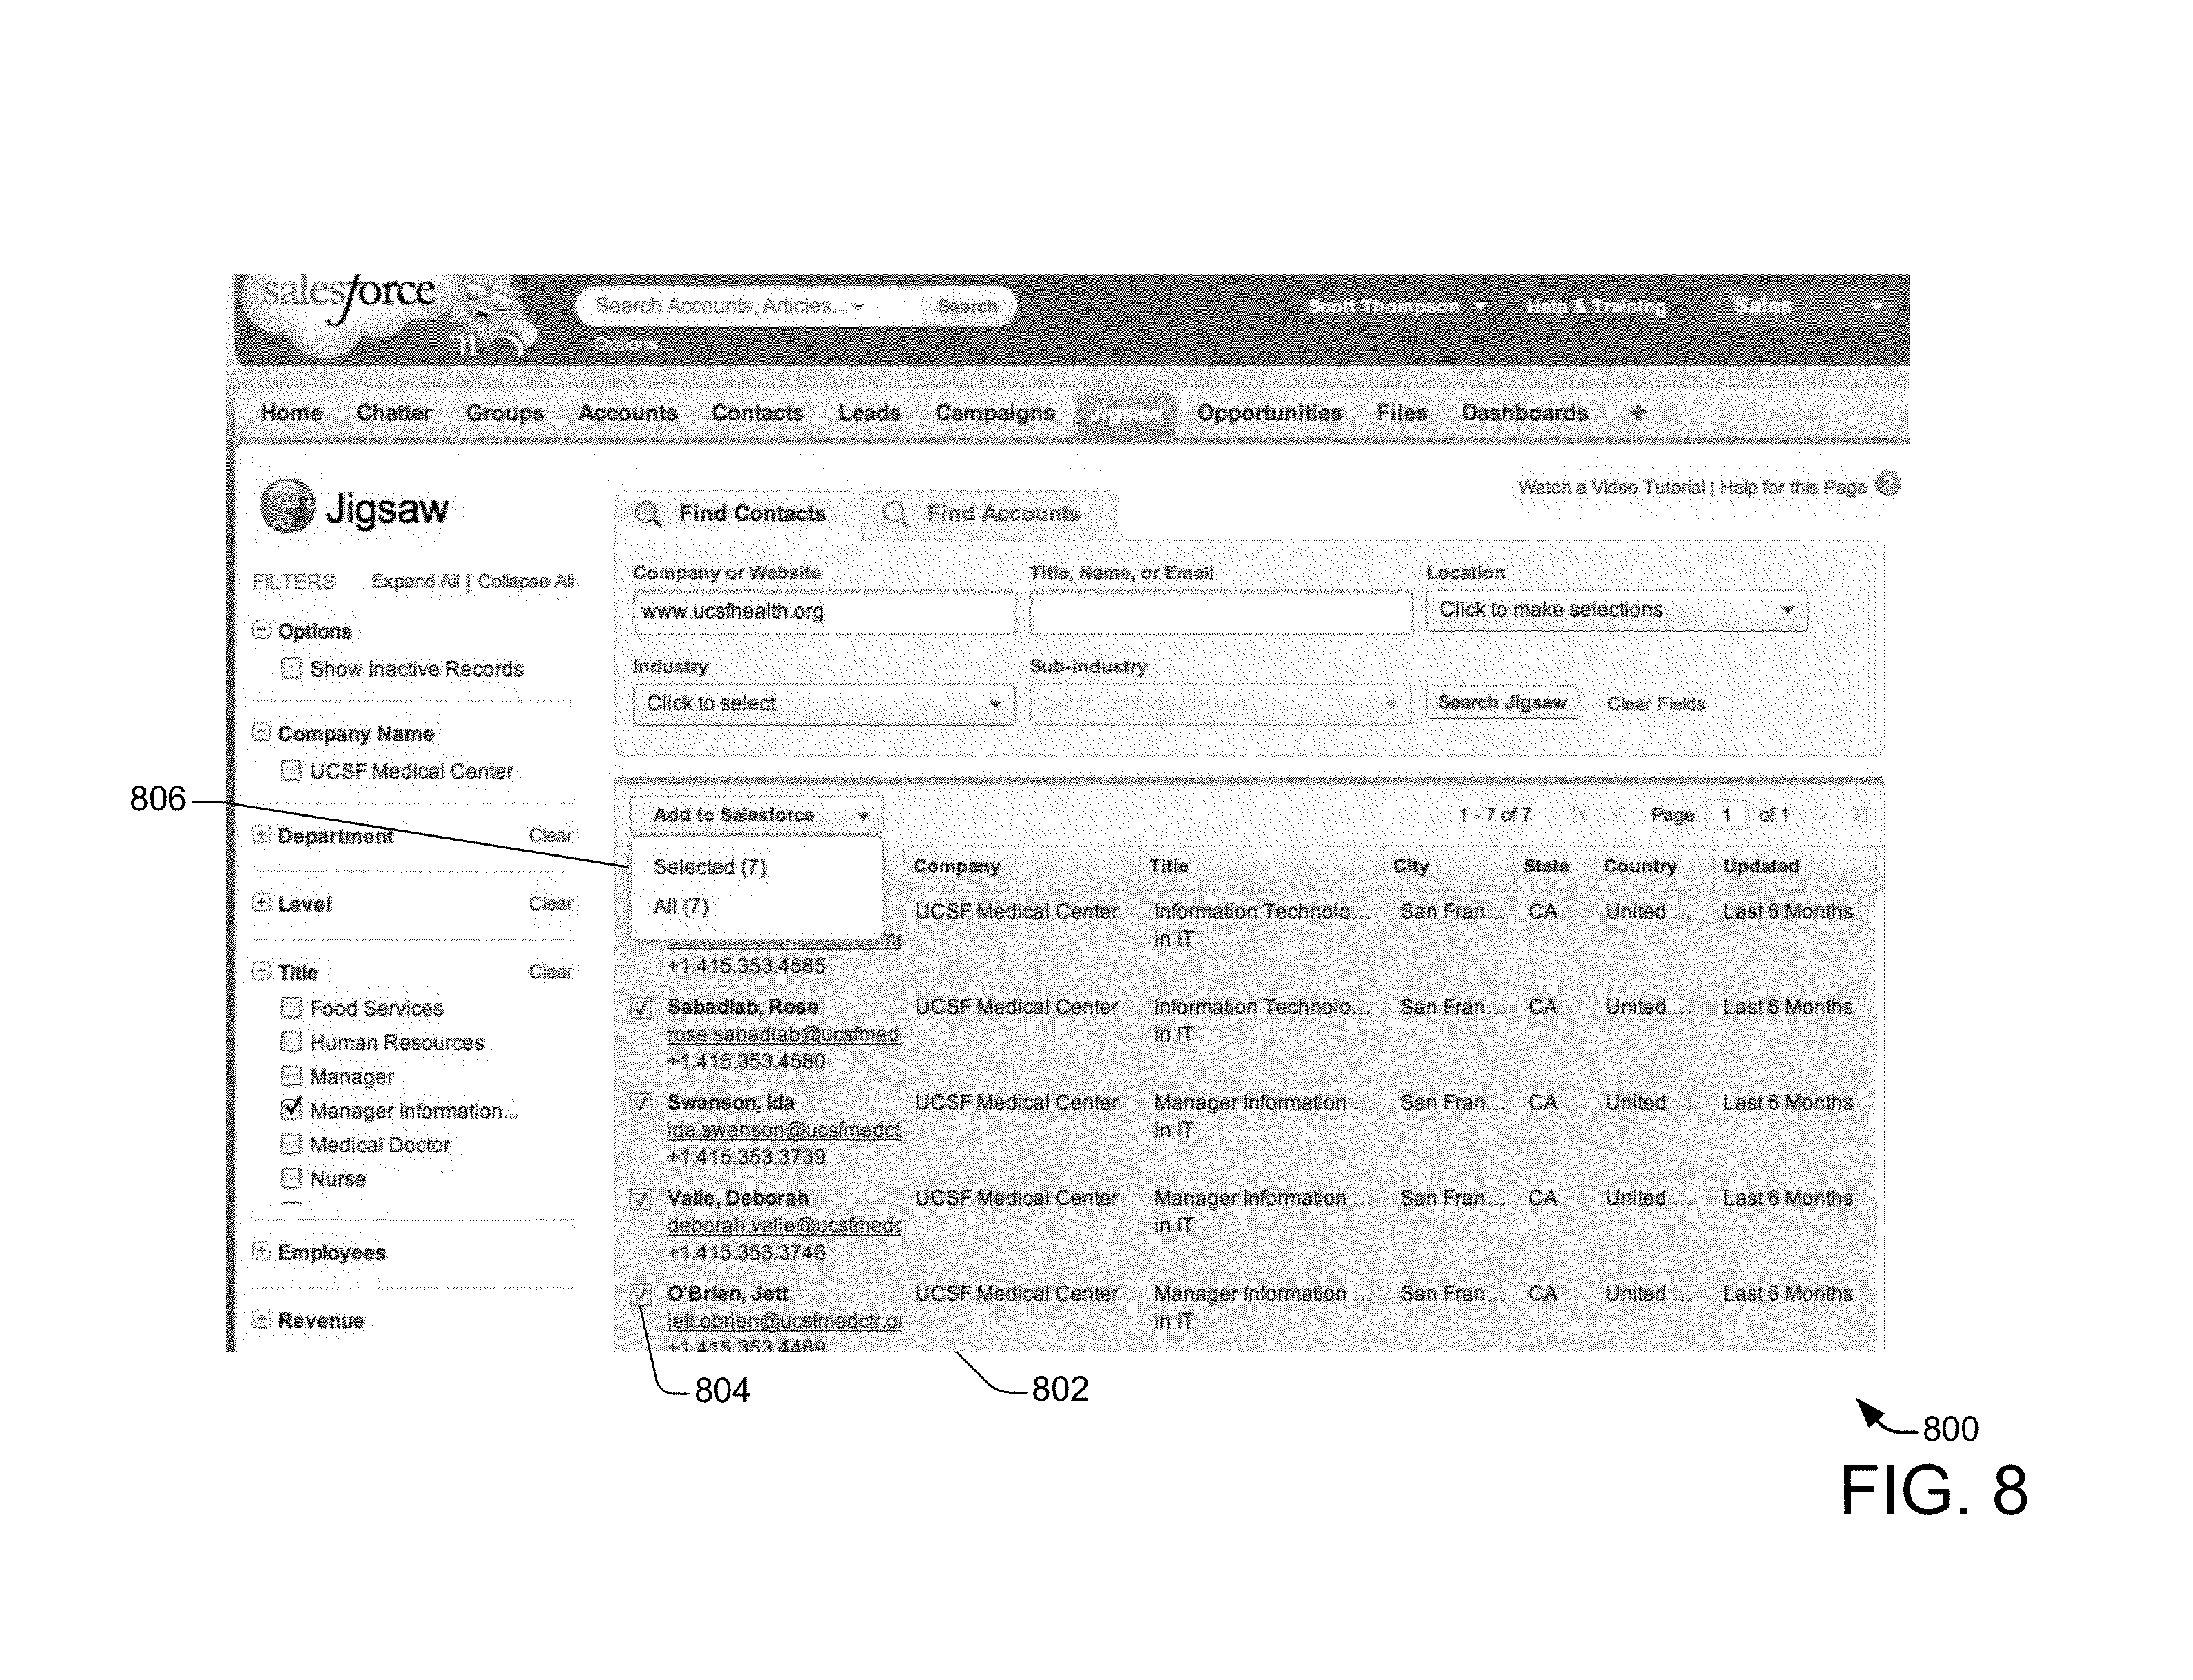 salesforce
'11
Search Accounts, Articles... Search
Options...
Scott Thompson Help & Training Sales
Home Chatter Groups Accounts Contacts Leads Campaigns Jigsaw Opportunities Files Dashboards +
Jigsaw
Watch a Video Tutorial | Help for this Page ?
Find Contacts Find Accounts
FILTERS Expand All | Collapse All
Options
Show Inactive Records
Company Name
UCSF Medical Center
Department Clear
Level Clear
Title Clear
Food Services
Human Resources
Manager
Manager Information...
Medical Doctor
Nurse
Employees
Revenue
Company or Website Title, Name, or Email Location
www.ucsfhealth.org Click to make selections
Industry Sub-industry
Click to select Select an industry first Search Jigsaw Clear Fields
Add to Salesforce 1 - 7 of 7 Page 1 of 1
Selected (7)
All (7)
Company Title City State Country Updated
UCSF Medical Center Information Technolo... San Fran... CA United ... Last 6 Months
in IT
+1.415.353.4585
Sabadlab, Rose UCSF Medical Center Information Technolo... San Fran... CA United ... Last 6 Months
rose.sabadlab@ucsfmed in IT
+1.415.353.4580
Swanson, Ida UCSF Medical Center Manager Information ... San Fran... CA United ... Last 6 Months
ida.swanson@ucsfmedct in IT
+1.415.353.3739
Valle, Deborah UCSF Medical Center Manager Information ... San Fran... CA United ... Last 6 Months
deborah.valle@ucsfmedc in IT
+1.415.353.3746
O'Brien, Jett UCSF Medical Center Manager Information ... San Fran... CA United ... Last 6 Months
jett.obrien@ucsfmedctr.or in IT
+1.415.353.4489
806
804
802
800
FIG. 8